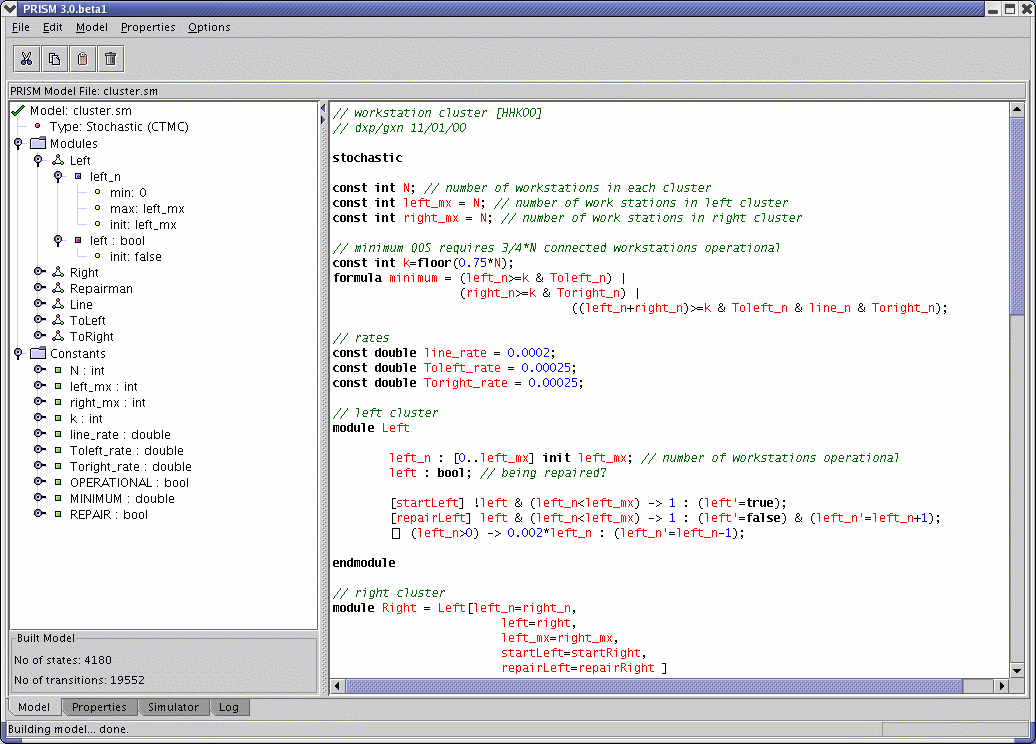 PRISM 3.0.beta1
File Edit Model Properties Options
PRISM Model File: cluster.sm
Model: cluster.sm
Type: Stochastic (CTMC)
Modules
Left
left_n
min: 0
max: left_mx
init: left_mx
left : bool
init: false
Right
Repairman
Line
ToLeft
ToRight
Constants
N : int
left_mx : int
right_mx : int
k : int
line_rate : double
Toleft_rate : double
Toright_rate : double
OPERATIONAL : bool
MINIMUM : double
REPAIR : bool
Built Model
No of states: 4180
No of transitions: 19552
// workstation cluster [HHK00]
// dxp/gxn 11/01/00
stochastic
const int N; // number of workstations in each cluster
const int left_mx = N; // number of work stations in left cluster
const int right_mx = N; // number of work stations in right cluster
// minimum QOS requires 3/4*N connected workstations operational
const int k=floor(0.75*N);
formula minimum = (left_n>=k & Toleft_n) |
(right_n>=k & Toright_n) |
((left_n+right_n)>=k & Toleft_n & line_n & Toright_n);
// rates
const double line_rate = 0.0002;
const double Toleft_rate = 0.00025;
const double Toright_rate = 0.00025;
// left cluster
module Left
left_n : [0..left_mx] init left_mx; // number of workstations operational
left : bool; // being repaired?
[startLeft] !left & (left_n<left_mx) -> 1 : (left'=true);
[repairLeft] left & (left_n<left_mx) -> 1 : (left'=false) & (left_n'=left_n+1);
[] (left_n>0) -> 0.002*left_n : (left_n'=left_n-1);
endmodule
// right cluster
module Right = Left[left_n=right_n,
left=right,
left_mx=right_mx,
startLeft=startRight,
repairLeft=repairRight ]
Model Properties Simulator Log
Building model... done.